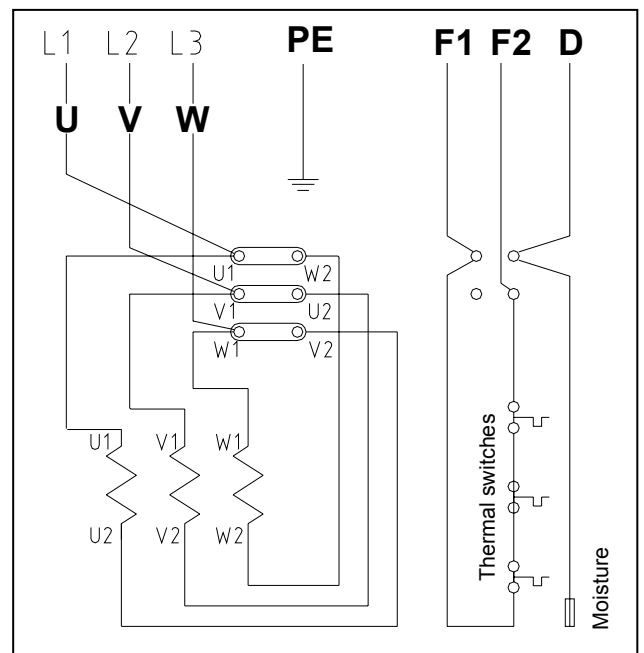 L1 L2 L3 PE F1 F2 D
U V W
U1 W2
V1 U2
W1 V2
U1 V1 W1
U2 V2 W2
Thermal switches
Moisture